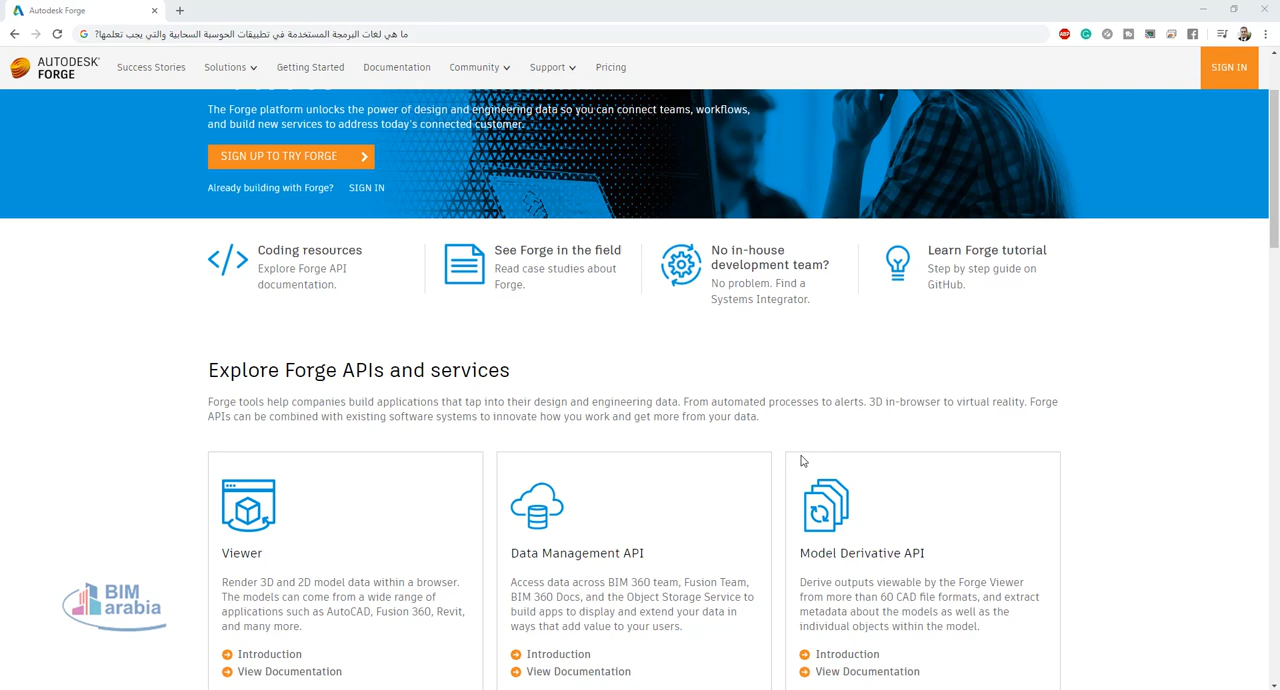 Autodesk Forge
ما هي لغات البرمجة المستخدمة في تطبيقات الحوسبة السحابية والتي يجب تعلمها؟
AUTODESK®
FORGE
Success Stories
Solutions
Getting Started
Documentation
Community
Support
Pricing
SIGN IN
The Forge platform unlocks the power of design and engineering data so you can connect teams, workflows,
and build new services to address today's connected customer.
SIGN UP TO TRY FORGE
Already building with Forge? SIGN IN
Coding resources
Explore Forge API
documentation.
See Forge in the field
Read case studies about
Forge.
No in-house
development team?
No problem. Find a
Systems Integrator.
Learn Forge tutorial
Step by step guide on
GitHub.
Explore Forge APIs and services
Forge tools help companies build applications that tap into their design and engineering data. From automated processes to alerts. 3D in-browser to virtual reality. Forge
APIs can be combined with existing software systems to innovate how you work and get more from your data.
Viewer
Render 3D and 2D model data within a browser.
The models can come from a wide range of
applications such as AutoCAD, Fusion 360, Revit,
and many more.
Introduction
View Documentation
Data Management API
Access data across BIM 360 team, Fusion Team,
BIM 360 Docs, and the Object Storage Service to
build apps to display and extend your data in
ways that add value to your users.
Introduction
View Documentation
Model Derivative API
Derive outputs viewable by the Forge Viewer
from more than 60 CAD file formats, and extract
metadata about the models as well as the
individual objects within the model.
Introduction
View Documentation
BIM
arabia